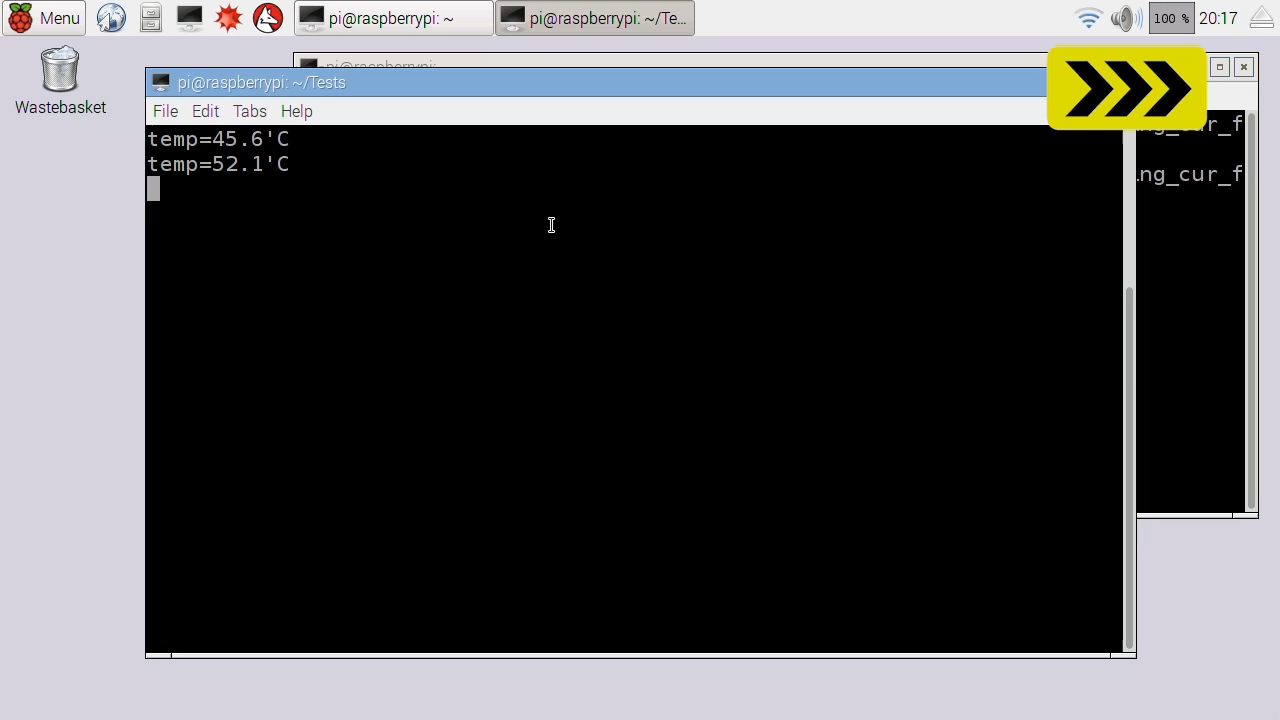 Menu
pi@raspberrypi: ~
pi@raspberrypi: ~/Te...
100 %
20:17
Wastebasket
pi@raspberrypi:
pi@raspberrypi: ~/Tests
File Edit Tabs Help
temp=45.6'C
temp=52.1'C
ng_cur_f
ng_cur_f